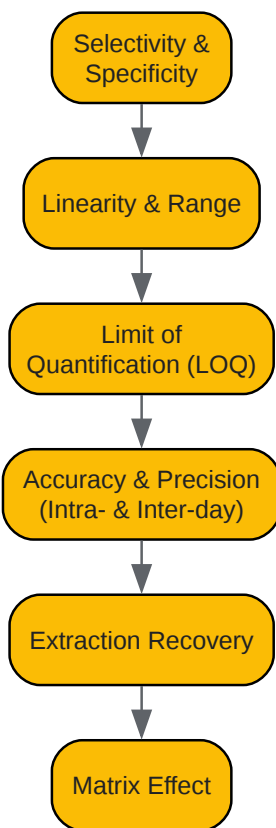 Selectivity &
Specificity
Linearity & Range
Limit of
Quantification (LOQ)
Accuracy & Precision
(Intra- & Inter-day)
Extraction Recovery
Matrix Effect